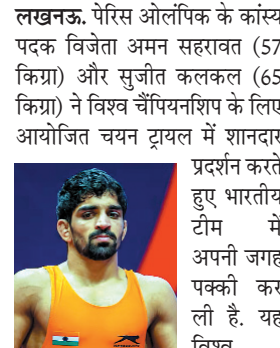 लखनऊ. पेरिस ओलंपिक के कांस्य
पदक विजेता अमन सहरावत (57
किग्रा) और सुजीत कलकल (65
किग्रा) ने विश्व चैंपियनशिप के लिए
आयोजित चयन ट्रायल में शानदार
प्रदर्शन करते
हुए भारतीय
टीम में
अपनी जगह
पक्की कर
ली है. यह
विश्व